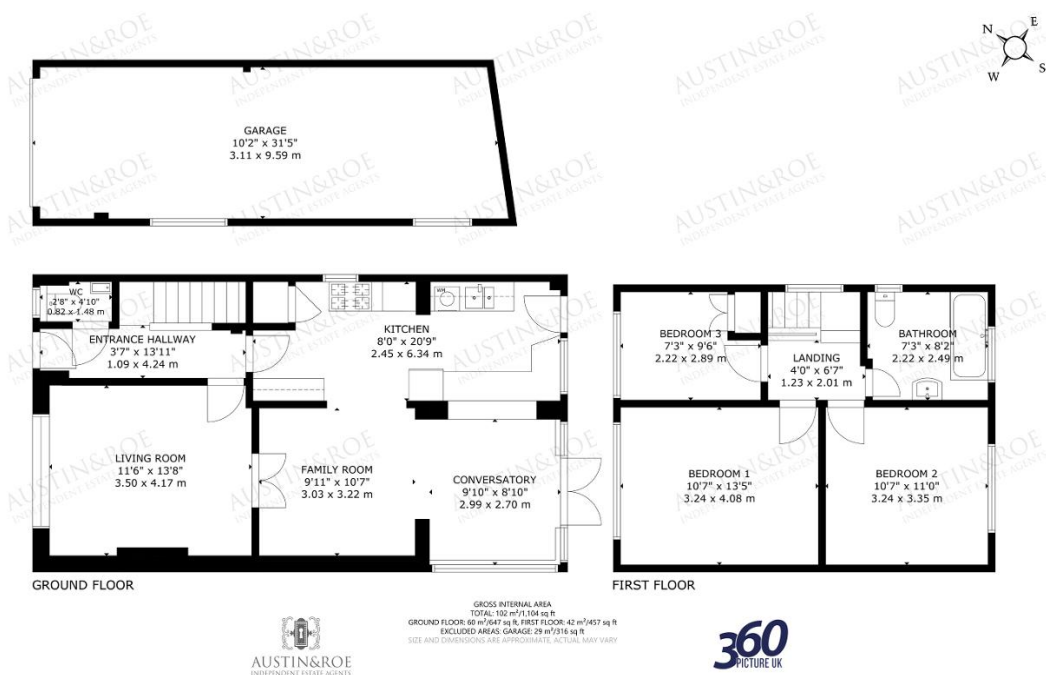 AUSTIN&ROE
INDEPENDENT ESTATE AGENTS
N
E
W
S
GARAGE
10'2" x 31'5"
3.11 x 9.59 m
WC
2'8" x 4'10"
0.82 x 1.48 m
ENTRANCE HALLWAY
3'7" x 13'11"
1.09 x 4.24 m
WM
KITCHEN
8'0" x 20'9"
2.45 x 6.34 m
LIVING ROOM
11'6" x 13'8"
3.50 x 4.17 m
FAMILY ROOM
9'11" x 10'7"
3.03 x 3.22 m
CONVERSATORY
9'10" x 8'10"
2.99 x 2.70 m
BEDROOM 3
7'3" x 9'6"
2.22 x 2.89 m
LANDING
4'0" x 6'7"
1.23 x 2.01 m
BATHROOM
7'3" x 8'2"
2.22 x 2.49 m
BEDROOM 1
10'7" x 13'5"
3.24 x 4.08 m
BEDROOM 2
10'7" x 11'0"
3.24 x 3.35 m
GROUND FLOOR
FIRST FLOOR
GROSS INTERNAL AREA
TOTAL: 102 m²/1,104 sq ft
GROUND FLOOR: 60 m²/647 sq ft, FIRST FLOOR: 42 m²/457 sq ft
EXCLUDED AREAS: GARAGE: 29 m²/316 sq ft
SIZE AND DIMENSIONS ARE APPROXIMATE, ACTUAL MAY VARY
AUSTIN&ROE
INDEPENDENT ESTATE AGENTS
360
PICTURE UK